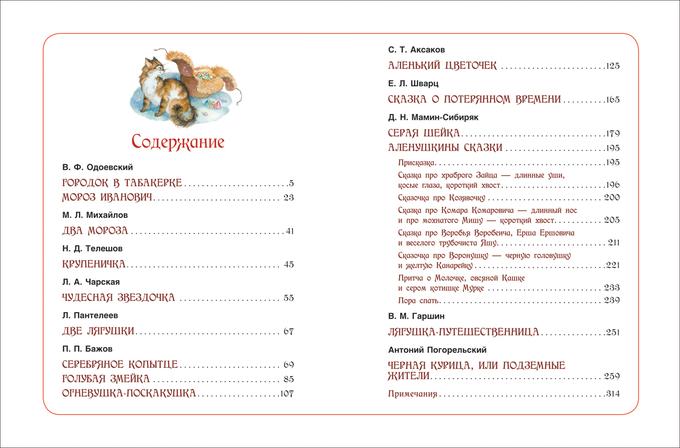 Содержание
В. Ф. Одоевский
ГОРОДОК В ТАБАКЕРКЕ.....5
МОРОЗ ИВАНОВИЧ.....23
М. Л. Михайлов
ДВА МОРОЗА.....41
Н. Д. Телешов
КРУПЕНИЧКА.....45
Л. А. Чарская
ЧУДЕСНАЯ ЗВЕЗДОЧКА.....55
Л. Пантелеев
ДВЕ ЛЯГУШКИ.....67
П. П. Бажов
СЕРЕБРЯНОЕ КОПЫТЦЕ.....69
ГОЛУБАЯ ЗМЕЙКА.....85
ОГНЕВУШКА-ПОСКАКУШКА.....107
С. Т. Аксаков
АЛЕНЬКИЙ ЦВЕТОЧЕК.....125
Е. Л. Шварц
СКАЗКА О ПОТЕРЯННОМ ВРЕМЕНИ.....165
Д. Н. Мамин-Сибиряк
СЕРАЯ ШЕЙКА.....179
АЛЕНУШКИНЫ СКАЗКИ.....195
Присказка.....195
Сказка про храброго Зайца — длинные уши,
косые глаза, короткий хвост.....196
Сказочка про Козявочку.....200
Сказка про Комара Комаровича — длинный нос
и про мохнатого Мишу — короткий хвост.....205
Сказка про Воробья Воробеича, Ерша Ершовича
и веселого трубочиста Яшу.....211
Сказочка про Воронушку — черную головушку
и желтую Канарейку.....221
Притча о Молочке, овсяной Кашке
и сером котишке Мурке.....233
Пора спать.....239
В. М. Гаршин
ЛЯГУШКА-ПУТЕШЕСТВЕННИЦА.....251
Антоний Погорельский
ЧЕРНАЯ КУРИЦА, ИЛИ ПОДЗЕМНЫЕ
ЖИТЕЛИ.....259
Примечания.....314